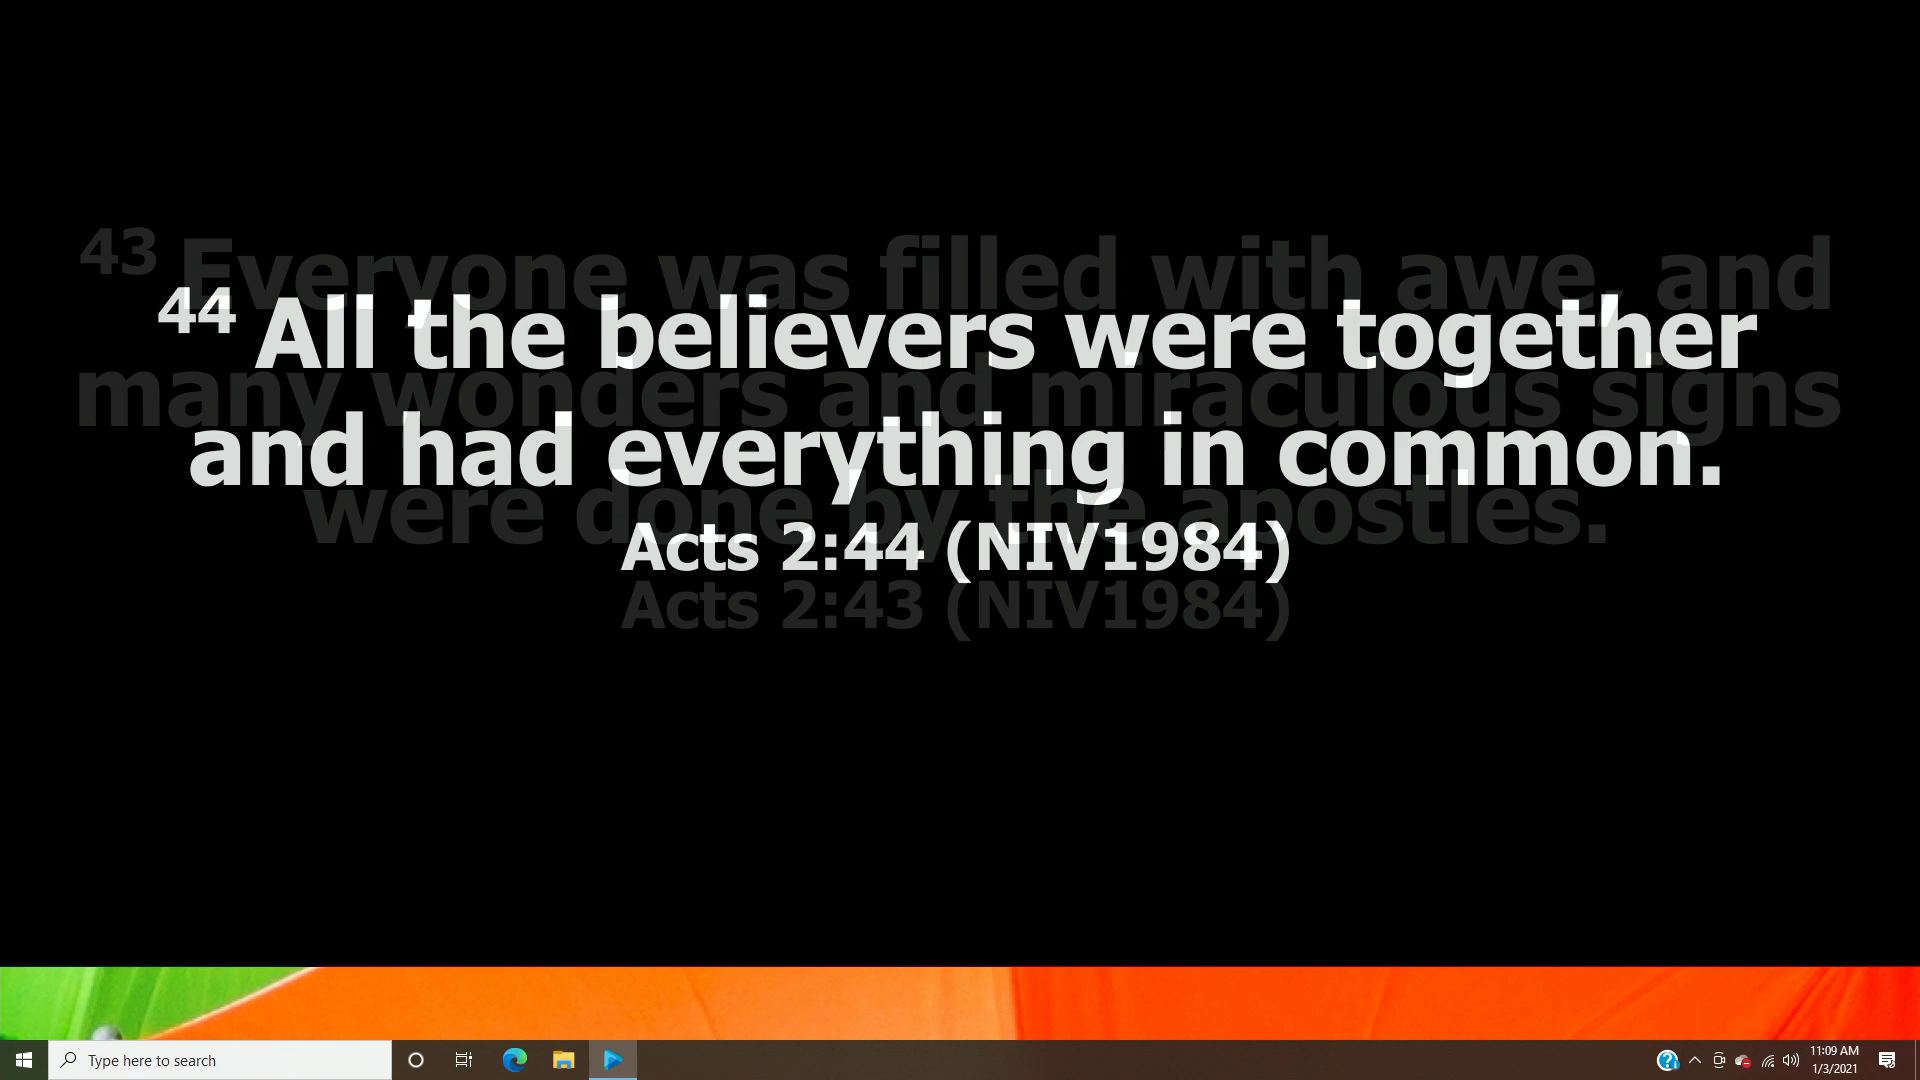 43 Everyone was filled with awe, and
many wonders and miraculous signs
were done by the apostles.
Acts 2:43 (NIV1984)
44 All the believers were together
and had everything in common.
Acts 2:44 (NIV1984)
Type here to search
11:09 AM
1/3/2021